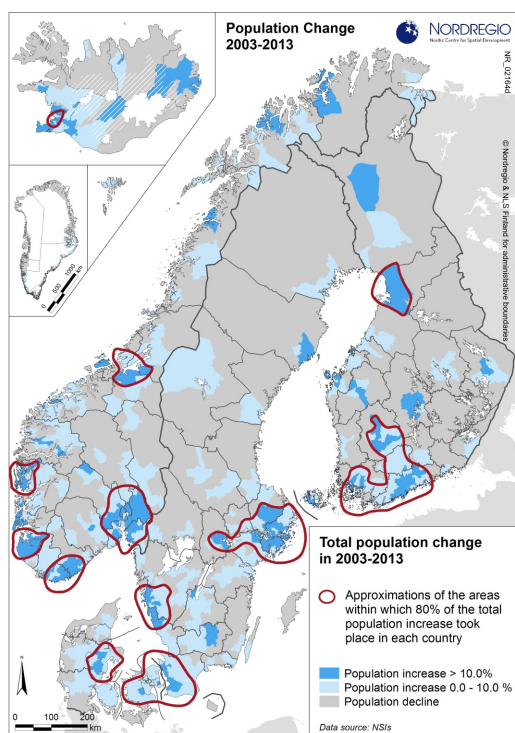 Population Change
2003-2013
NORDREGIO
Nordic Centre for Spatial Development
NR_02164d
© Nordregio & NLS Finland for administrative boundaries
0 500 1000
km
Total population change
in 2003-2013
Approximations of the areas
within which 80% of the total
population increase took
place in each country
Population increase > 10.0%
Population increase 0.0 - 10.0 %
Population decline
Data source: NSIs
N
0 100 200
km